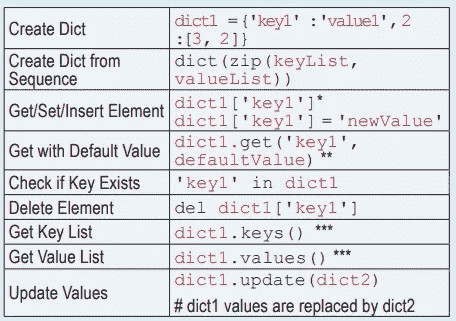 Create Dict
dict1 ={'key1' :'value1',2
:[3, 2]}
Create Dict from
Sequence
dict(zip(keyList,
valueList))
Get/Set/Insert Element
dict1['key1']*
dict1['key1'] = 'newValue'
Get with Default Value
dict1.get('key1',
defaultValue) **
Check if Key Exists
'key1' in dict1
Delete Element
del dict1['key1']
Get Key List
dict1.keys() ***
Get Value List
dict1.values() ***
Update Values
dict1.update(dict2)
# dict1 values are replaced by dict2